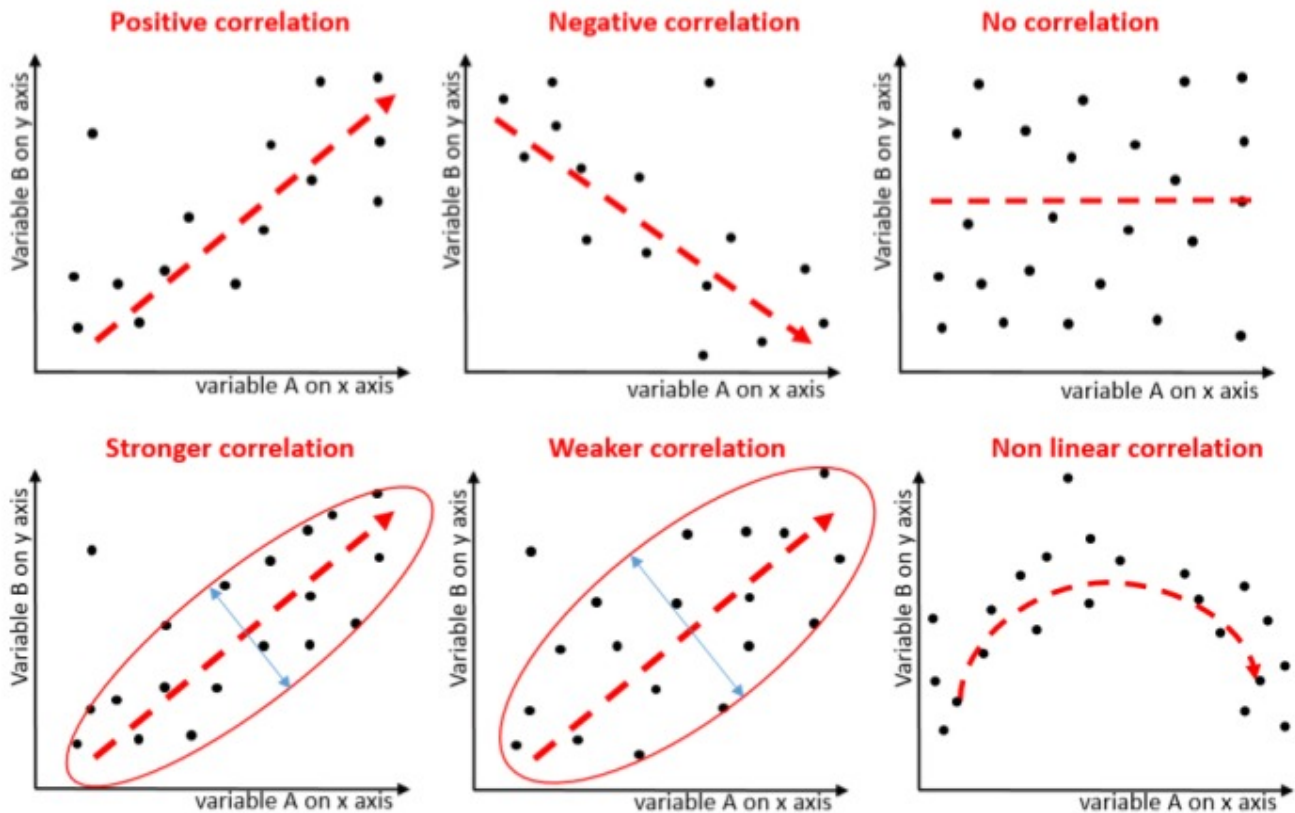 Positive correlation
Variable B on y axis
variable A on x axis
Negative correlation
Variable B on y axis
variable A on x axis
No correlation
Variable B on y axis
variable A on x axis
Stronger correlation
Variable B on y axis
variable A on x axis
Weaker correlation
Variable B on y axis
variable A on x axis
Non linear correlation
Variable B on y axis
variable A on x axis